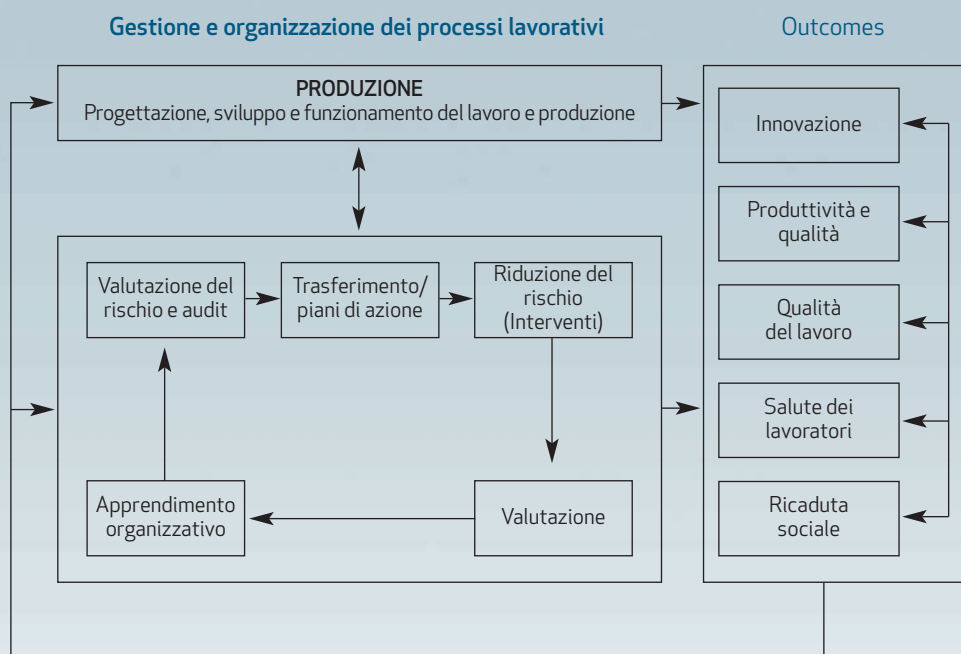 Gestione e organizzazione dei processi lavorativi
Outcomes
PRODUZIONE
Progettazione, sviluppo e funzionamento del lavoro e produzione
Valutazione del
rischio e audit
Trasferimento/
piani di azione
Riduzione del
rischio
(Interventi)
Apprendimento
organizzativo
Valutazione
Innovazione
Produttività e
qualità
Qualità
del lavoro
Salute dei
lavoratori
Ricaduta
sociale